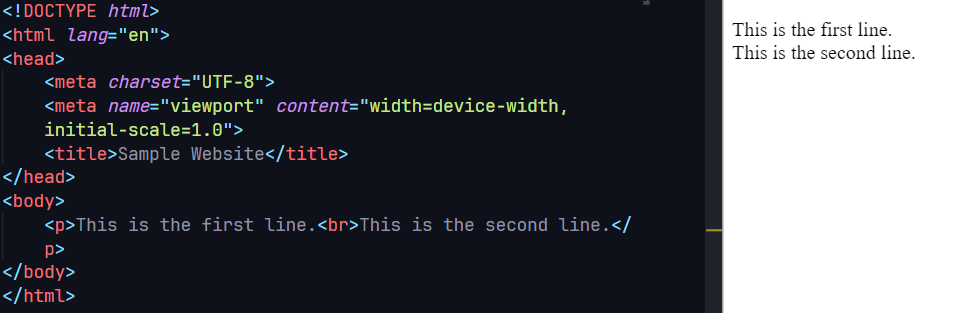 <!DOCTYPE html>
<html lang="en">
<head>
    <meta charset="UTF-8">
    <meta name="viewport" content="width=device-width,
    initial-scale=1.0">
    <title>Sample Website</title>
</head>
<body>
    <p>This is the first line.<br>This is the second line.</
    p>
</body>
</html>
This is the first line.
This is the second line.